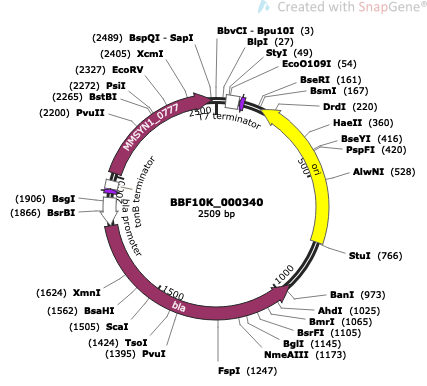 Created with SnapGene®
(2489) BspQI - SapI
(2405) XcmI
(2327) EcoRV
(2272) PsiI
(2265) BstBI
(2200) PvuII
BbvCI - Bpu10I (3)
BlpI (27)
StyI (49)
EcoO109I (54)
BseRI (161)
BsmI (167)
DrdI (220)
HaeII (360)
BseYI (416)
PspFI (420)
AlwNI (528)
StuI (766)
BanI (973)
AhdI (1025)
BmrI (1065)
BsrFI (1105)
BglI (1145)
NmeAIII (1173)
FspI (1247)
(1906) BsgI
(1866) BsrBI
(1624) XmnI
(1562) BsaHI
(1505) ScaI
(1424) TsoI
(1395) PvuI
BBF10K_000340
2509 bp
MMSYN1_0777
T7 terminator
ori
bla
bla promoter
tonB terminator
500
1000
1500
2500